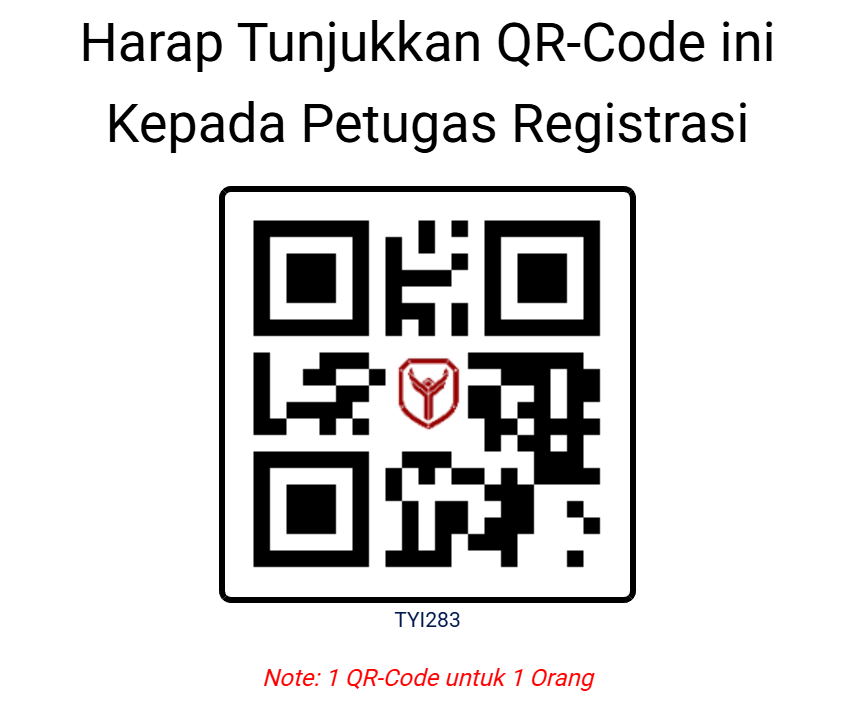 Harap Tunjukkan QR-Code ini
Kepada Petugas Registrasi
TYI283
Note: 1 QR-Code untuk 1 Orang